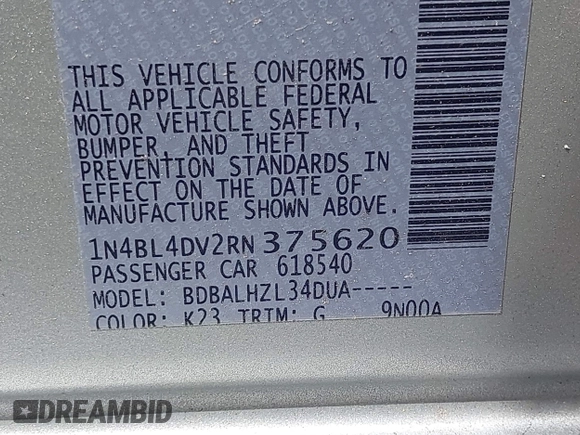 THIS VEHICLE CONFORMS TO
ALL APPLICABLE FEDERAL
MOTOR VEHICLE SAFETY,
BUMPER, AND THEFT
PREVENTION STANDARDS IN
EFFECT ON THE DATE OF
MANUFACTURE SHOWN ABOVE.
1N4BL4DV2RN375620
PASSENGER CAR 618540
MODEL: BDBALHZL34DUA-----
COLOR: K23 TRIM: G 9N00A
DREAMBID